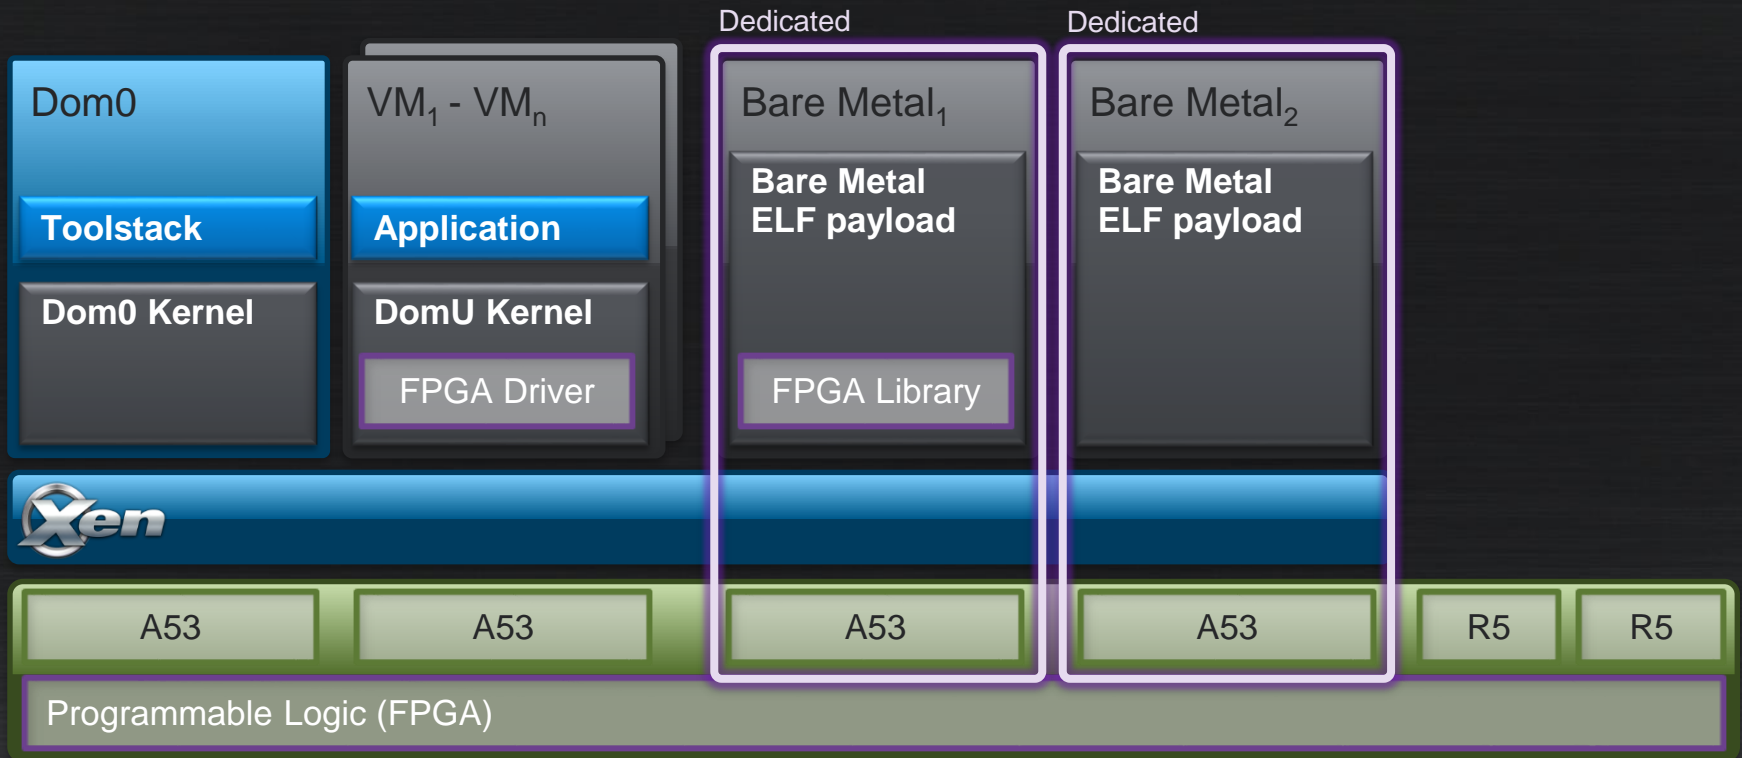 Dedicated
Dedicated
Dom0
VM₁ - VMₙ
Bare Metal₁
Bare Metal₂
Toolstack
Application
Bare Metal
ELF payload
Bare Metal
ELF payload
Dom0 Kernel
DomU Kernel
FPGA Driver
FPGA Library
Xen
A53
A53
A53
A53
R5
R5
Programmable Logic (FPGA)